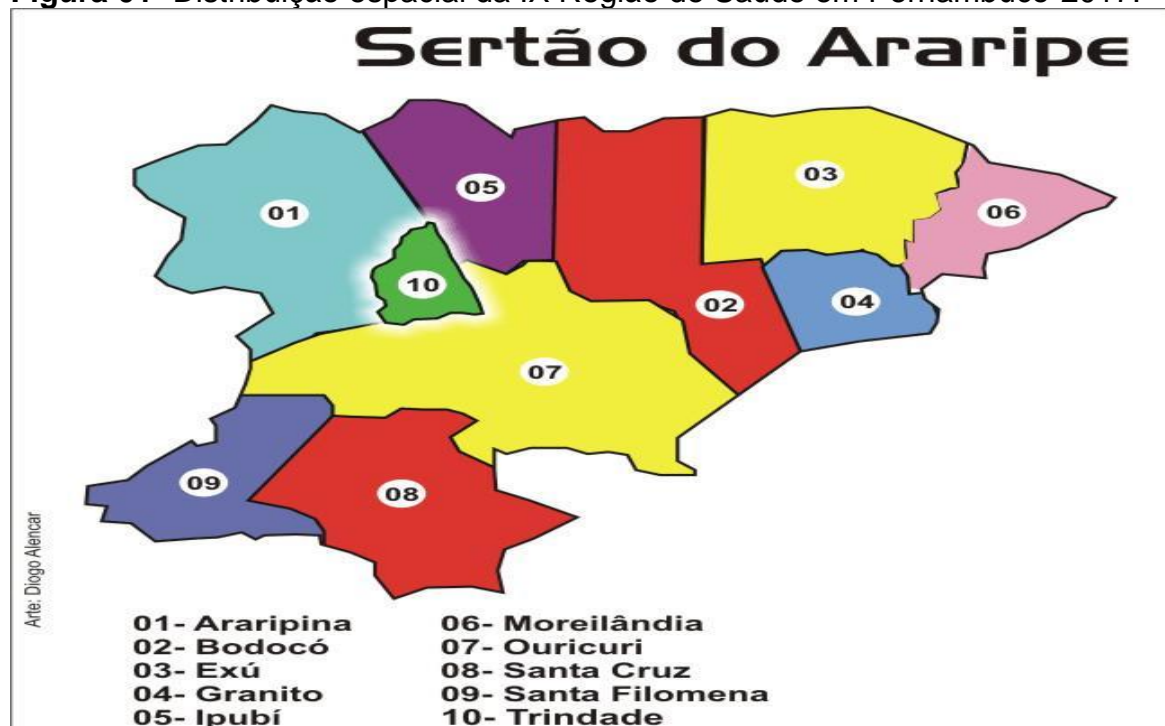 Figura 01- Distribuição espacial da IX Região de Saúde em Pernambuco-2017.
Sertão do Araripe
01
05
03
06
10
02
04
07
09
08
Arte: Diogo Alencar
01- Araripina
02- Bodocó
03- Exú
04- Granito
05- Ipubí
06- Moreilândia
07- Ouricuri
08- Santa Cruz
09- Santa Filomena
10- Trindade